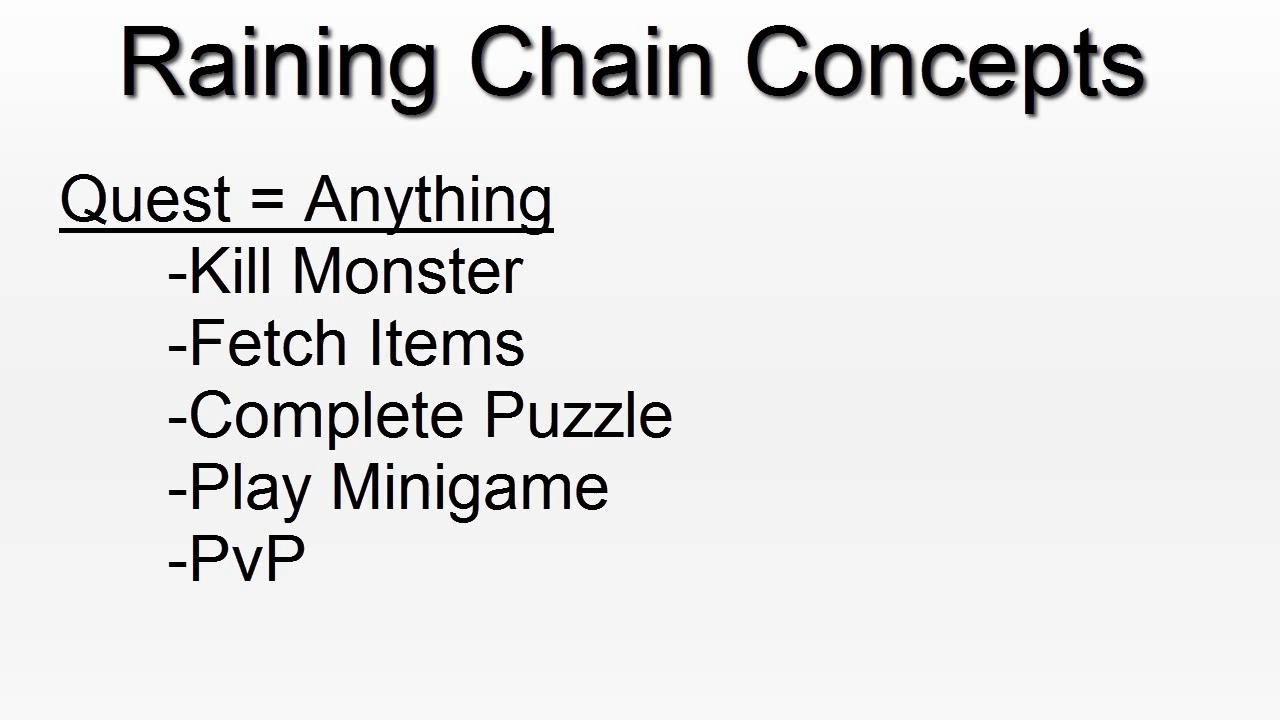 Raining Chain Concepts
Quest = Anything
-Kill Monster
-Fetch Items
-Complete Puzzle
-Play Minigame
-PvP